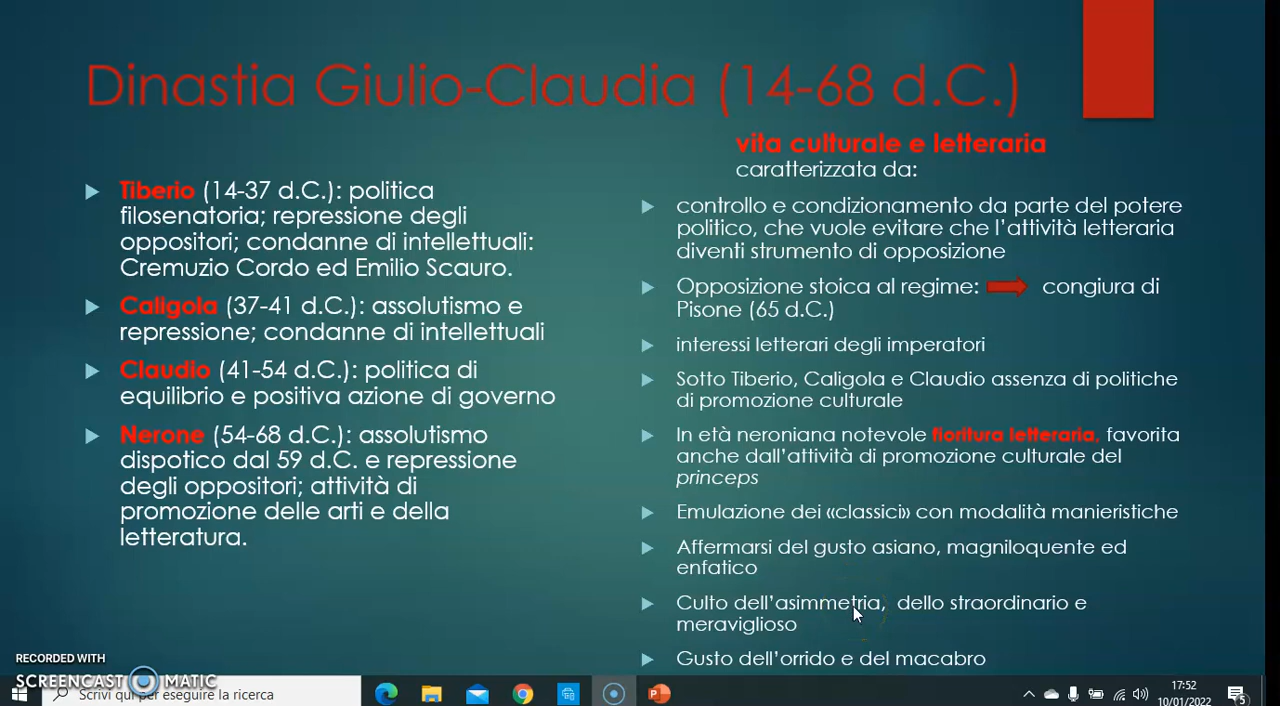 Dinastia Giulio-Claudia (14-68 d.C.)
Tiberio (14-37 d.C.): politica
filosenatoria; repressione degli
oppositori; condanne di intellettuali:
Cremuzio Cordo ed Emilio Scauro.
Caligola (37-41 d.C.): assolutismo e
repressione; condanne di intellettuali
Claudio (41-54 d.C.): politica di
equilibrio e positiva azione di governo
Nerone (54-68 d.C.): assolutismo
dispotico dal 59 d.C. e repressione
degli oppositori; attività di
promozione delle arti e della
letteratura.
vita culturale e letteraria
caratterizzata da:
controllo e condizionamento da parte del potere
politico, che vuole evitare che l'attività letteraria
diventi strumento di opposizione
Opposizione stoica al regime: congiura di
Pisone (65 d.C.)
interessi letterari degli imperatori
Sotto Tiberio, Caligola e Claudio assenza di politiche
di promozione culturale
In età neroniana notevole fioritura letteraria, favorita
anche dall'attività di promozione culturale del
princeps
Emulazione dei «classici» con modalità manieristiche
Affermarsi del gusto asiano, magniloquente ed
enfatico
Culto dell'asimmetria, dello straordinario e
meraviglioso
Gusto dell'orrido e del macabro
RECORDED WITH
SCREENCAST MATIC
Scrivi qui per eseguire la ricerca
17:52
10/01/2022
5